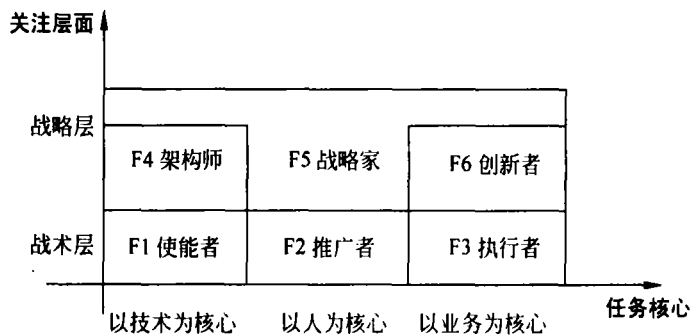 关注层面
战略层
F4 架构师
F5 战略家
F6 创新者
战术层
F1 使能者
F2 推广者
F3 执行者
任务核心
以技术为核心
以人为核心
以业务为核心